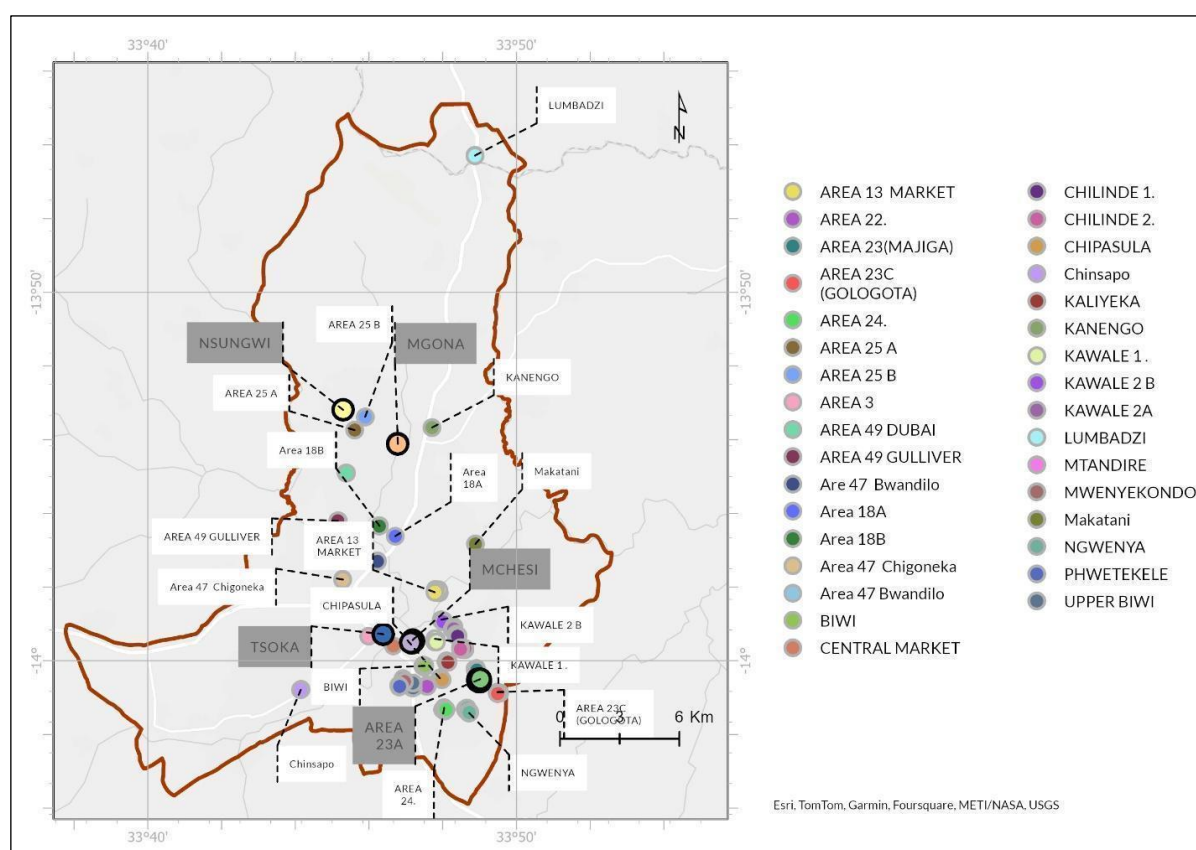 33°40'
33°50'
LUMBADZI
N
-13°50'
-13°50'
AREA 25 B
NSUNGWI
MGONA
KANENGO
AREA 25 A
Area 18B
Area
18A
Makatani
AREA 49 GULLIVER
AREA 13
MARKET
MCHESI
Area 47 Chigoneka
CHIPASULA
KAWALE 2 B
TSOKA
-14°
-14°
KAWALE 1 .
BIWI
AREA 23C
(GOLOGOTA)
0 3 6 Km
AREA
23A
Chinsapo
NGWENYA
AREA
24.
33°40'
33°50'
AREA 13 MARKET
AREA 22.
AREA 23(MAJIGA)
AREA 23C
(GOLOGOTA)
AREA 24.
AREA 25 A
AREA 25 B
AREA 3
AREA 49 DUBAI
AREA 49 GULLIVER
Are 47 Bwandilo
Area 18A
Area 18B
Area 47 Chigoneka
Area 47 Bwandilo
BIWI
CENTRAL MARKET
CHILINDE 1.
CHILINDE 2.
CHIPASULA
Chinsapo
KALIYEKA
KANENGO
KAWALE 1 .
KAWALE 2 B
KAWALE 2A
LUMBADZI
MTANDIRE
MWENYEKONDO
Makatani
NGWENYA
PHWETEKELE
UPPER BIWI
Esri, TomTom, Garmin, Foursquare, METI/NASA, USGS